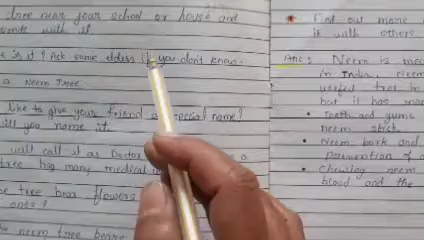 tree near your school or house and
with it.
is it? Ask some elders if you don't know.
a Neem Tree
like to give your friend a special name?
will you name it.
will call it as Doctor a
tree has many medical
tree bear flowers
ones?
neem tree bears
• Find out more
it with others.
Ans: Neem is
in India. Neem
useful tree
but it has
• Teeth and gums
neem stick.
• Neem bark and
prevention of
• Chewing neem
blood and the